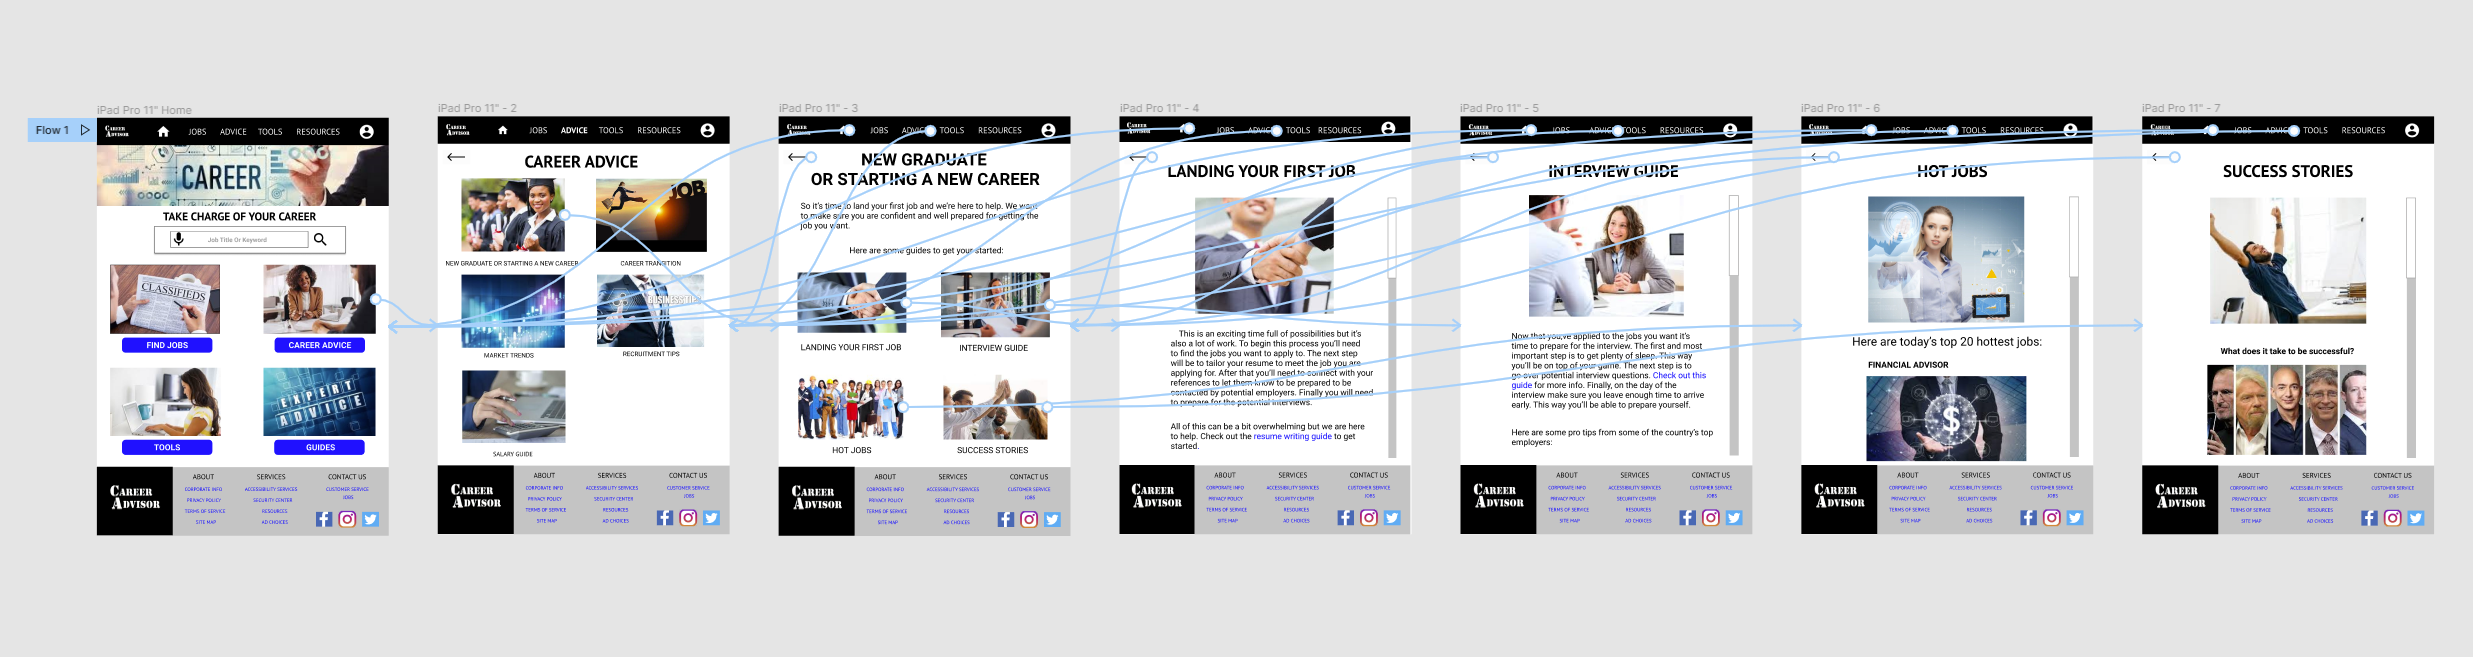 iPad Pro 11" Home
Flow 1
CAREER
ADVISOR
JOBS ADVICE TOOLS RESOURCES
CAREER
TAKE CHARGE OF YOUR CAREER
Job Title Or Keyword
CLASSIFIEDS
FIND JOBS
CAREER ADVICE
EXPERT
ADVICE
TOOLS
GUIDES
CAREER
ADVISOR
ABOUT SERVICES CONTACT US
CORPORATE INFO ACCESSIBILITY SERVICES CUSTOMER SERVICE
PRIVACY POLICY SECURITY CENTER JOBS
TERMS OF SERVICE RESOURCES
SITE MAP AD CHOICES
iPad Pro 11" - 2
CAREER
ADVISOR
JOBS ADVICE TOOLS RESOURCES
CAREER ADVICE
JOB
NEW GRADUATE OR STARTING A NEW CAREER
CAREER TRANSITION
BUSINESS TIPS
MARKET TRENDS
RECRUITMENT TIPS
SALARY GUIDE
CAREER
ADVISOR
ABOUT SERVICES CONTACT US
CORPORATE INFO ACCESSIBILITY SERVICES CUSTOMER SERVICE
PRIVACY POLICY SECURITY CENTER JOBS
TERMS OF SERVICE RESOURCES
SITE MAP AD CHOICES
iPad Pro 11" - 3
CAREER
ADVISOR
JOBS ADVICE TOOLS RESOURCES
NEW GRADUATE
OR STARTING A NEW CAREER
So it's time to land your first job and we're here to help. We want
to make sure you are confident and well prepared for getting the
job you want.
Here are some guides to get your started:
LANDING YOUR FIRST JOB
INTERVIEW GUIDE
HOT JOBS
SUCCESS STORIES
CAREER
ADVISOR
ABOUT SERVICES CONTACT US
CORPORATE INFO ACCESSIBILITY SERVICES CUSTOMER SERVICE
PRIVACY POLICY SECURITY CENTER JOBS
TERMS OF SERVICE RESOURCES
SITE MAP AD CHOICES
iPad Pro 11" - 4
CAREER
ADVISOR
JOBS ADVICE TOOLS RESOURCES
LANDING YOUR FIRST JOB
This is an exciting time full of possibilities but it's
also a lot of work. To begin this process you'll need
to find the jobs you want to apply to. The next step
will be to tailor your resume to meet the job you are
applying for. After that you'll need to connect with your
references to let them know to be prepared to be
contacted by potential employers. Finally you will need
to prepare for the potential interviews.
All of this can be a bit overwhelming but we are here
to help. Check out the resume writing guide to get
started.
CAREER
ADVISOR
ABOUT SERVICES CONTACT US
CORPORATE INFO ACCESSIBILITY SERVICES CUSTOMER SERVICE
PRIVACY POLICY SECURITY CENTER JOBS
TERMS OF SERVICE RESOURCES
SITE MAP AD CHOICES
iPad Pro 11" - 5
CAREER
ADVISOR
JOBS ADVICE TOOLS RESOURCES
INTERVIEW GUIDE
Now that you've applied to the jobs you want it's
time to prepare for the interview. The first and most
important step is to get plenty of sleep. This way
you'll be on top of your game. The next step is to
go over potential interview questions. Check out this
guide for more info. Finally, on the day of the
interview make sure you leave enough time to arrive
early. This way you'll be able to prepare yourself.
Here are some pro tips from some of the country's top
employers:
CAREER
ADVISOR
ABOUT SERVICES CONTACT US
CORPORATE INFO ACCESSIBILITY SERVICES CUSTOMER SERVICE
PRIVACY POLICY SECURITY CENTER JOBS
TERMS OF SERVICE RESOURCES
SITE MAP AD CHOICES
iPad Pro 11" - 6
CAREER
ADVISOR
JOBS ADVICE TOOLS RESOURCES
HOT JOBS
Here are today's top 20 hottest jobs:
FINANCIAL ADVISOR
CAREER
ADVISOR
ABOUT SERVICES CONTACT US
CORPORATE INFO ACCESSIBILITY SERVICES CUSTOMER SERVICE
PRIVACY POLICY SECURITY CENTER JOBS
TERMS OF SERVICE RESOURCES
SITE MAP AD CHOICES
iPad Pro 11" - 7
CAREER
ADVISOR
JOBS ADVICE TOOLS RESOURCES
SUCCESS STORIES
What does it take to be successful?
CAREER
ADVISOR
ABOUT SERVICES CONTACT US
CORPORATE INFO ACCESSIBILITY SERVICES CUSTOMER SERVICE
PRIVACY POLICY SECURITY CENTER JOBS
TERMS OF SERVICE RESOURCES
SITE MAP AD CHOICES